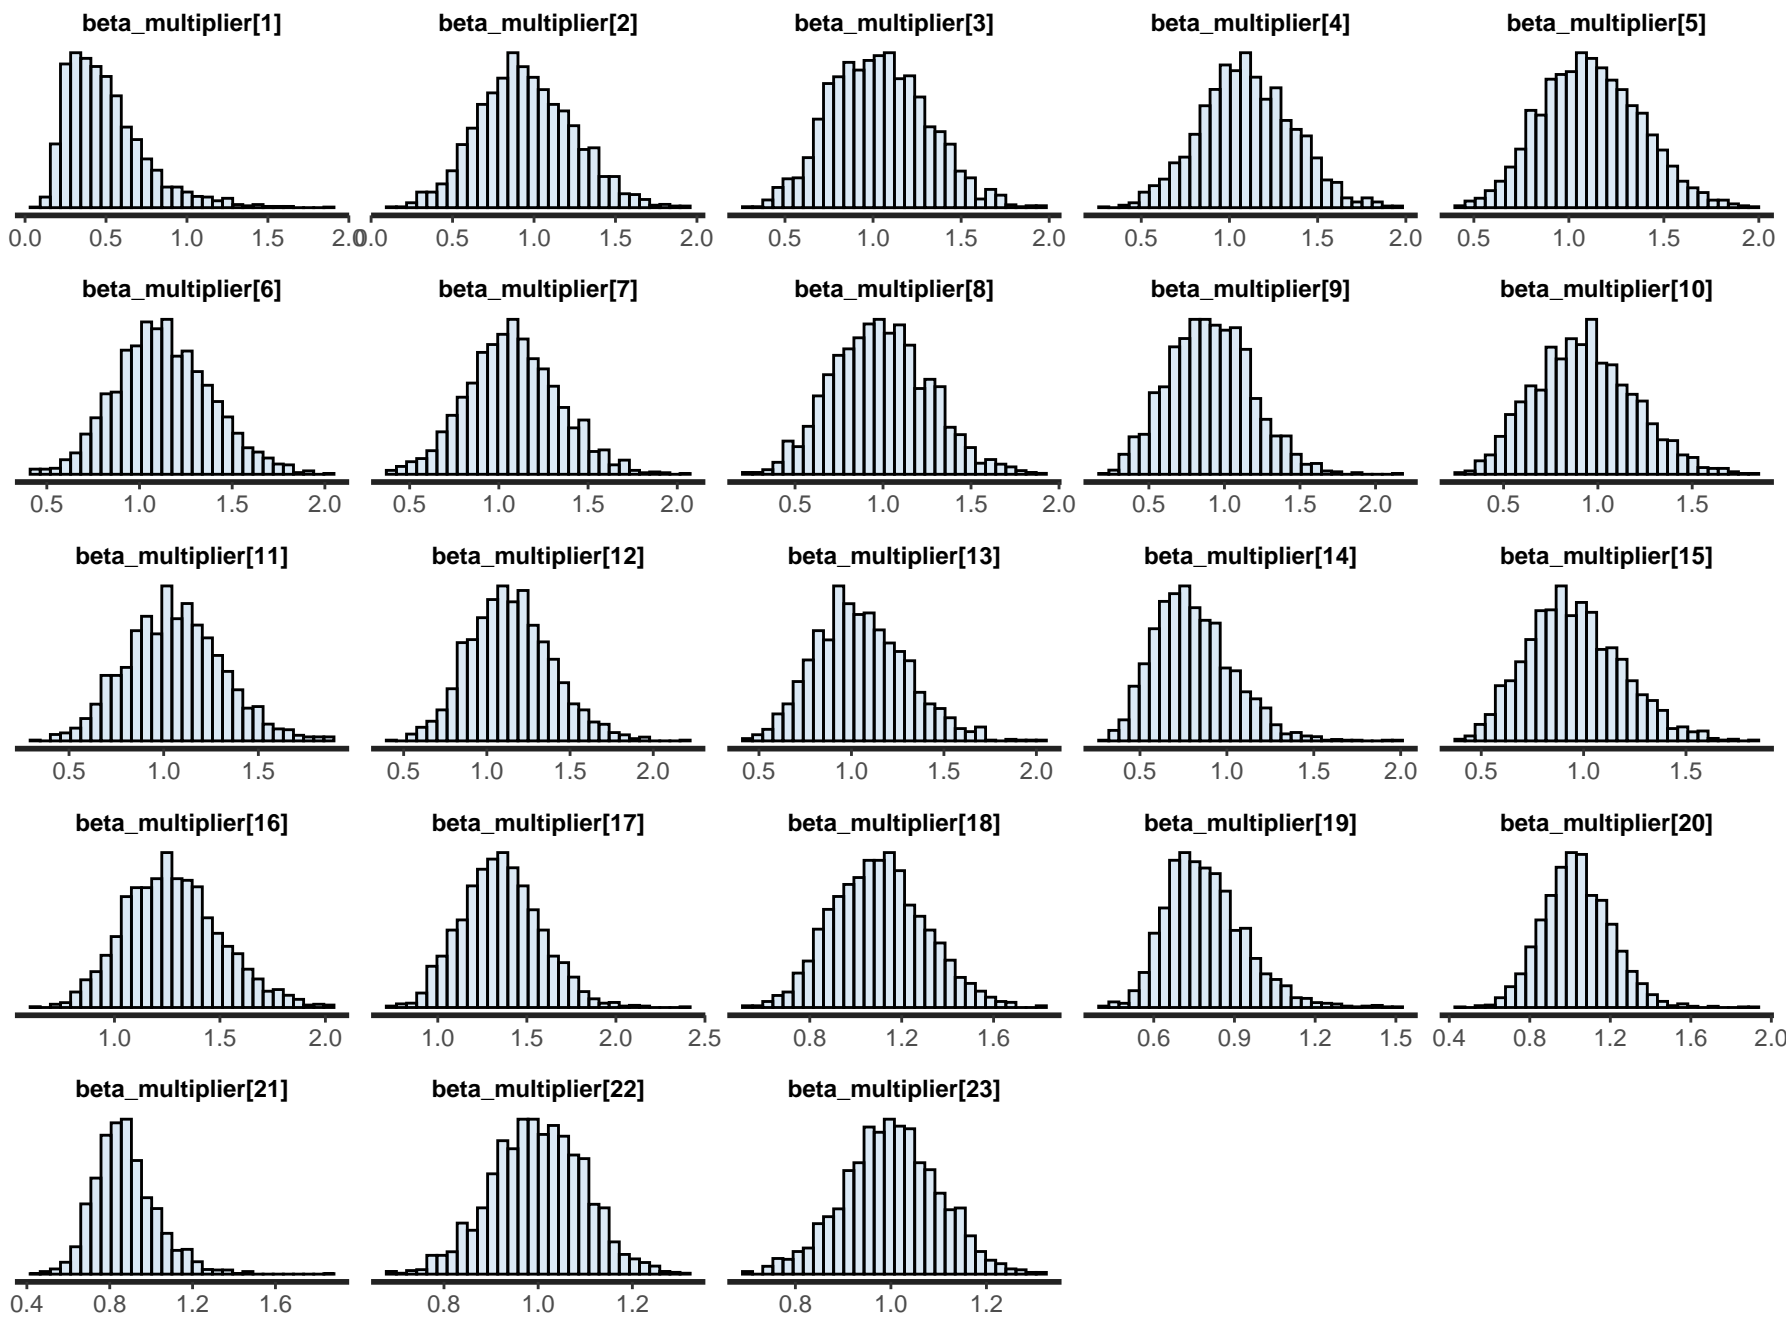 beta_multiplier[1] beta_multiplier[2] beta_multiplier[3] beta_multiplier[4] beta_multiplier[5]
0.0 0.5 1.0 1.5 2.0 0.0 0.5 1.0 1.5 2.0 0.5 1.0 1.5 2.0 0.5 1.0 1.5 2.0 0.5 1.0 1.5 2.0
beta_multiplier[6] beta_multiplier[7] beta_multiplier[8] beta_multiplier[9] beta_multiplier[10]
0.5 1.0 1.5 2.0 0.5 1.0 1.5 2.0 0.5 1.0 1.5 2.0 0.5 1.0 1.5 2.0 0.5 1.0 1.5
beta_multiplier[11] beta_multiplier[12] beta_multiplier[13] beta_multiplier[14] beta_multiplier[15]
0.5 1.0 1.5 0.5 1.0 1.5 2.0 0.5 1.0 1.5 2.0 0.5 1.0 1.5 2.0 0.5 1.0 1.5
beta_multiplier[16] beta_multiplier[17] beta_multiplier[18] beta_multiplier[19] beta_multiplier[20]
1.0 1.5 2.0 1.0 1.5 2.0 2.5 0.8 1.2 1.6 0.6 0.9 1.2 1.5 0.4 0.8 1.2 1.6 2.0
beta_multiplier[21] beta_multiplier[22] beta_multiplier[23]
0.4 0.8 1.2 1.6 0.8 1.0 1.2 0.8 1.0 1.2